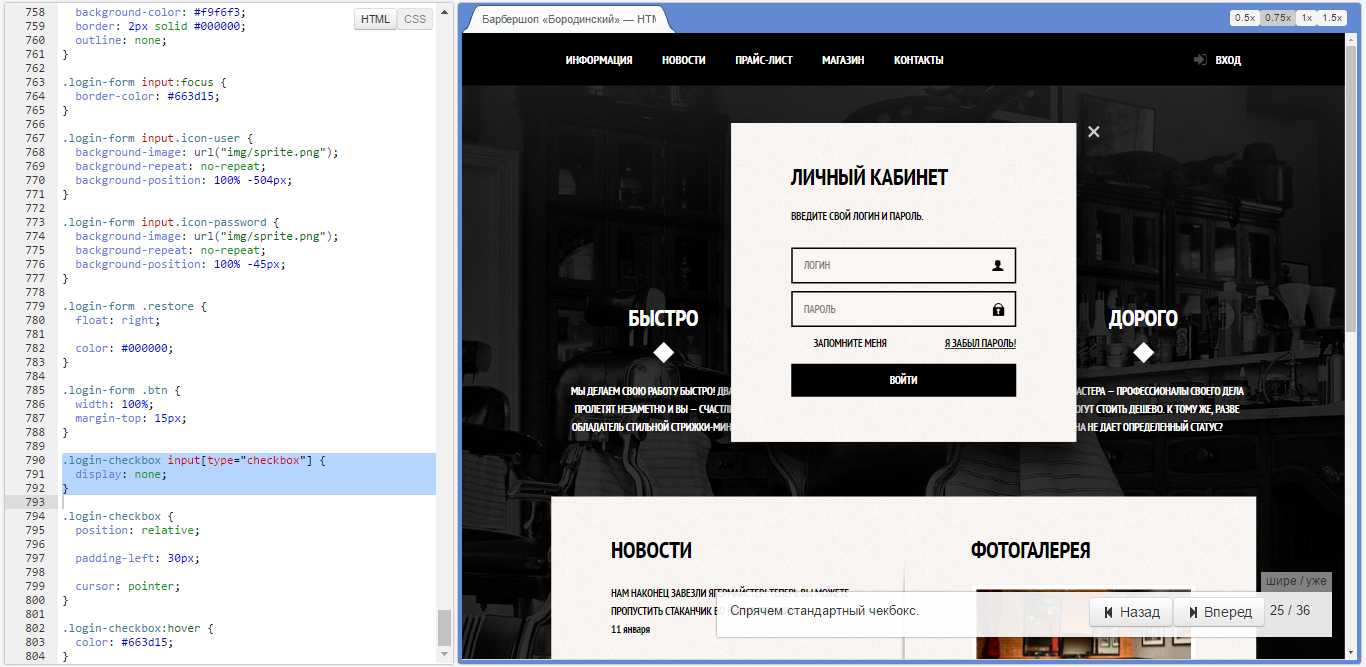 758 background-color: #f9f6f3;
759 border: 2px solid #000000;
760 outline: none;
761 }
762
763 .login-form input:focus {
764 border-color: #663d15;
765 }
766
767 .login-form input.icon-user {
768 background-image: url("img/sprite.png");
769 background-repeat: no-repeat;
770 background-position: 100% -504px;
771 }
772
773 .login-form input.icon-password {
774 background-image: url("img/sprite.png");
775 background-repeat: no-repeat;
776 background-position: 100% -45px;
777 }
778
779 .login-form .restore {
780 float: right;
781
782 color: #000000;
783 }
784
785 .login-form .btn {
786 width: 100%;
787 margin-top: 15px;
788 }
789
790 .login-checkbox input[type="checkbox"] {
791 display: none;
792 }
793
794 .login-checkbox {
795 position: relative;
796
797 padding-left: 30px;
798
799 cursor: pointer;
800 }
801
802 .login-checkbox:hover {
803 color: #663d15;
804 }
HTML CSS
Барбершоп «Бородинский» — HTM
0.5x 0.75x 1x 1.5x
ИНФОРМАЦИЯ НОВОСТИ ПРАЙС-ЛИСТ МАГАЗИН КОНТАКТЫ ВХОД
ЛИЧНЫЙ КАБИНЕТ
ВВЕДИТЕ СВОЙ ЛОГИН И ПАРОЛЬ.
ЛОГИН
ПАРОЛЬ
ЗАПОМНИТЕ МЕНЯ Я ЗАБЫЛ ПАРОЛЬ!
ВОЙТИ
БЫСТРО
МЫ ДЕЛАЕМ СВОЮ РАБОТУ БЫСТРО! ДВА
ПРОЛЕТЯТ НЕЗАМЕТНО И ВЫ — СЧАСТЛИ
ОБЛАДАТЕЛЬ СТИЛЬНОЙ СТРИЖКИ-МИН
ДОРОГО
АСТЕРА — ПРОФЕССИОНАЛЫ СВОЕГО ДЕЛА
ОГУТ СТОИТЬ ДЕШЕВО. К ТОМУ ЖЕ, РАЗВЕ
НА НЕ ДАЕТ ОПРЕДЕЛЕННЫЙ СТАТУС?
НОВОСТИ
НАМ НАКОНЕЦ ЗАВЕЗЛИ ЯГЕРМАЙСТЕР! ТЕПЕРЬ ВЫ МОЖЕТЕ
ПРОПУСТИТЬ СТАКАНЧИК
11 января
ФОТОГАЛЕРЕЯ
шире / уже
Спрячем стандартный чекбокс.
Назад Вперед 25 / 36